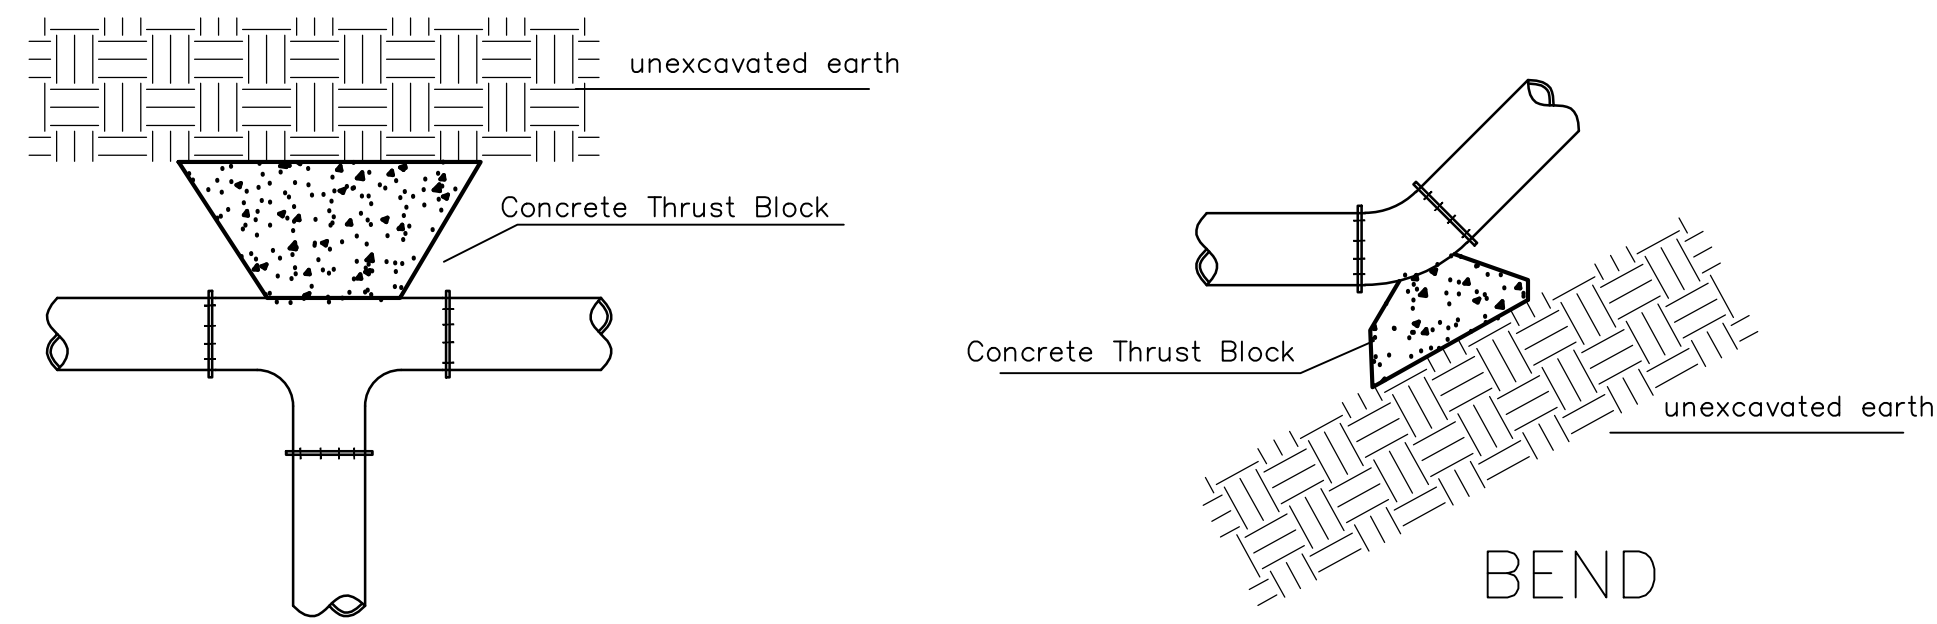 unexcavated earth
Concrete Thrust Block
Concrete Thrust Block
unexcavated earth
BEND